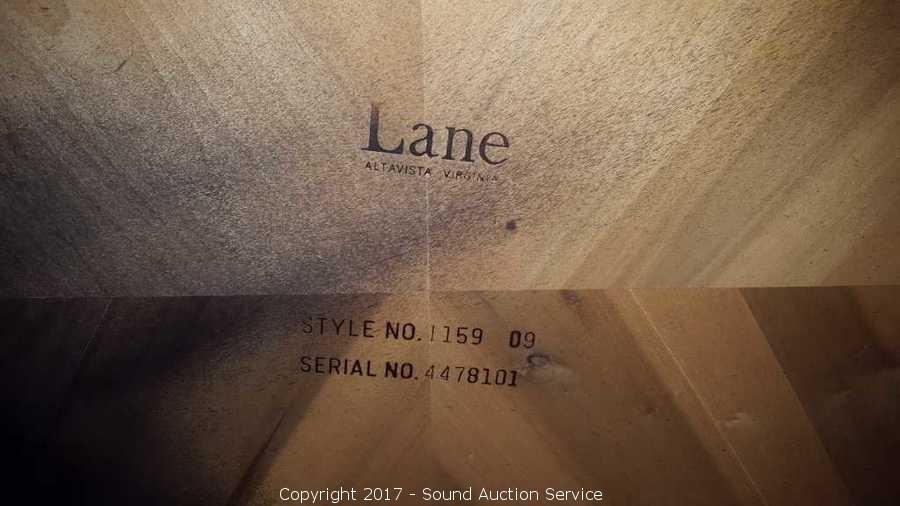 Lane
ALTAVISTA VIRGINIA
STYLE NO. 1159 09
SERIAL NO. 4478101
Copyright 2017 - Sound Auction Service